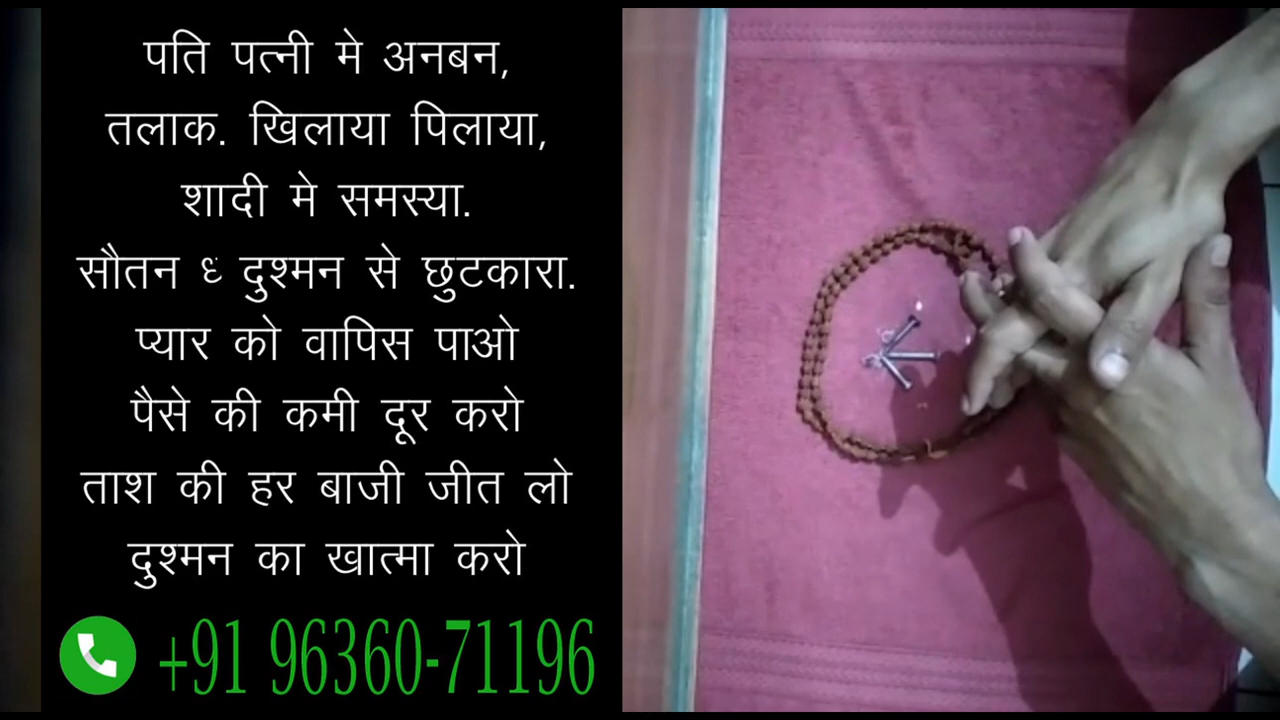 पति पत्नी मे अनबन,
तलाक. खिलाया पिलाया,
शादी मे समस्या.
सौतन ६ दुश्मन से छुटकारा.
प्यार को वापिस पाओ
पैसे की कमी दूर करो
ताश की हर बाजी जीत लो
दुश्मन का खात्मा करो
+91 96360-71196